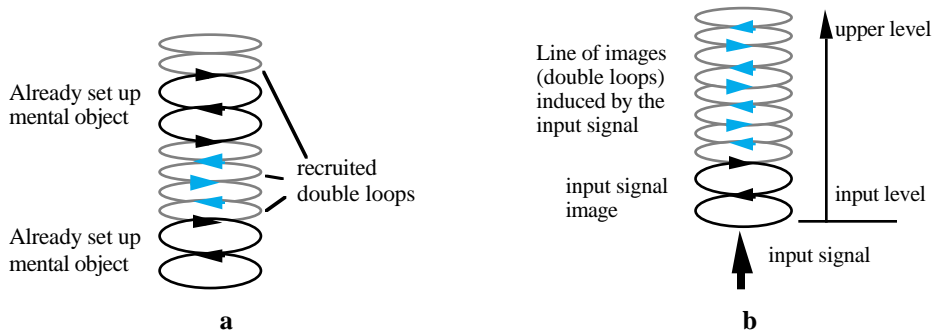 Already set up
mental object
recruited
double loops
Already set up
mental object
a
Line of images
(double loops)
induced by the
input signal
upper level
input signal
image
input level
input signal
b